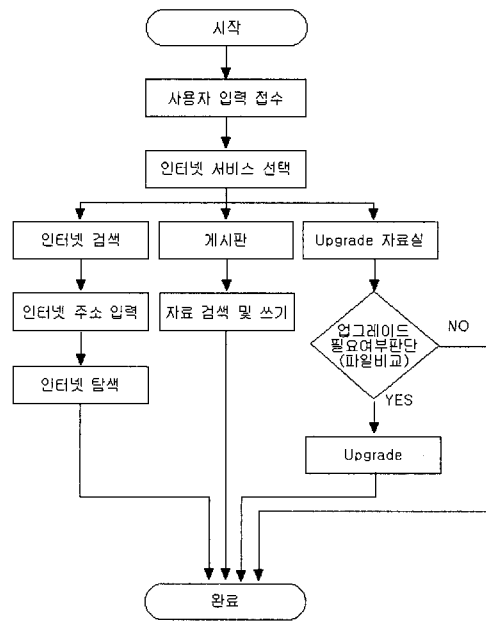 시작
사용자 입력 접수
인터넷 서비스 선택
인터넷 검색
게시판
Upgrade 자료실
인터넷 주소 입력
자료 검색 및 쓰기
업그레이드
필요여부판단
(파일비교)
NO
인터넷 탐색
YES
Upgrade
완료